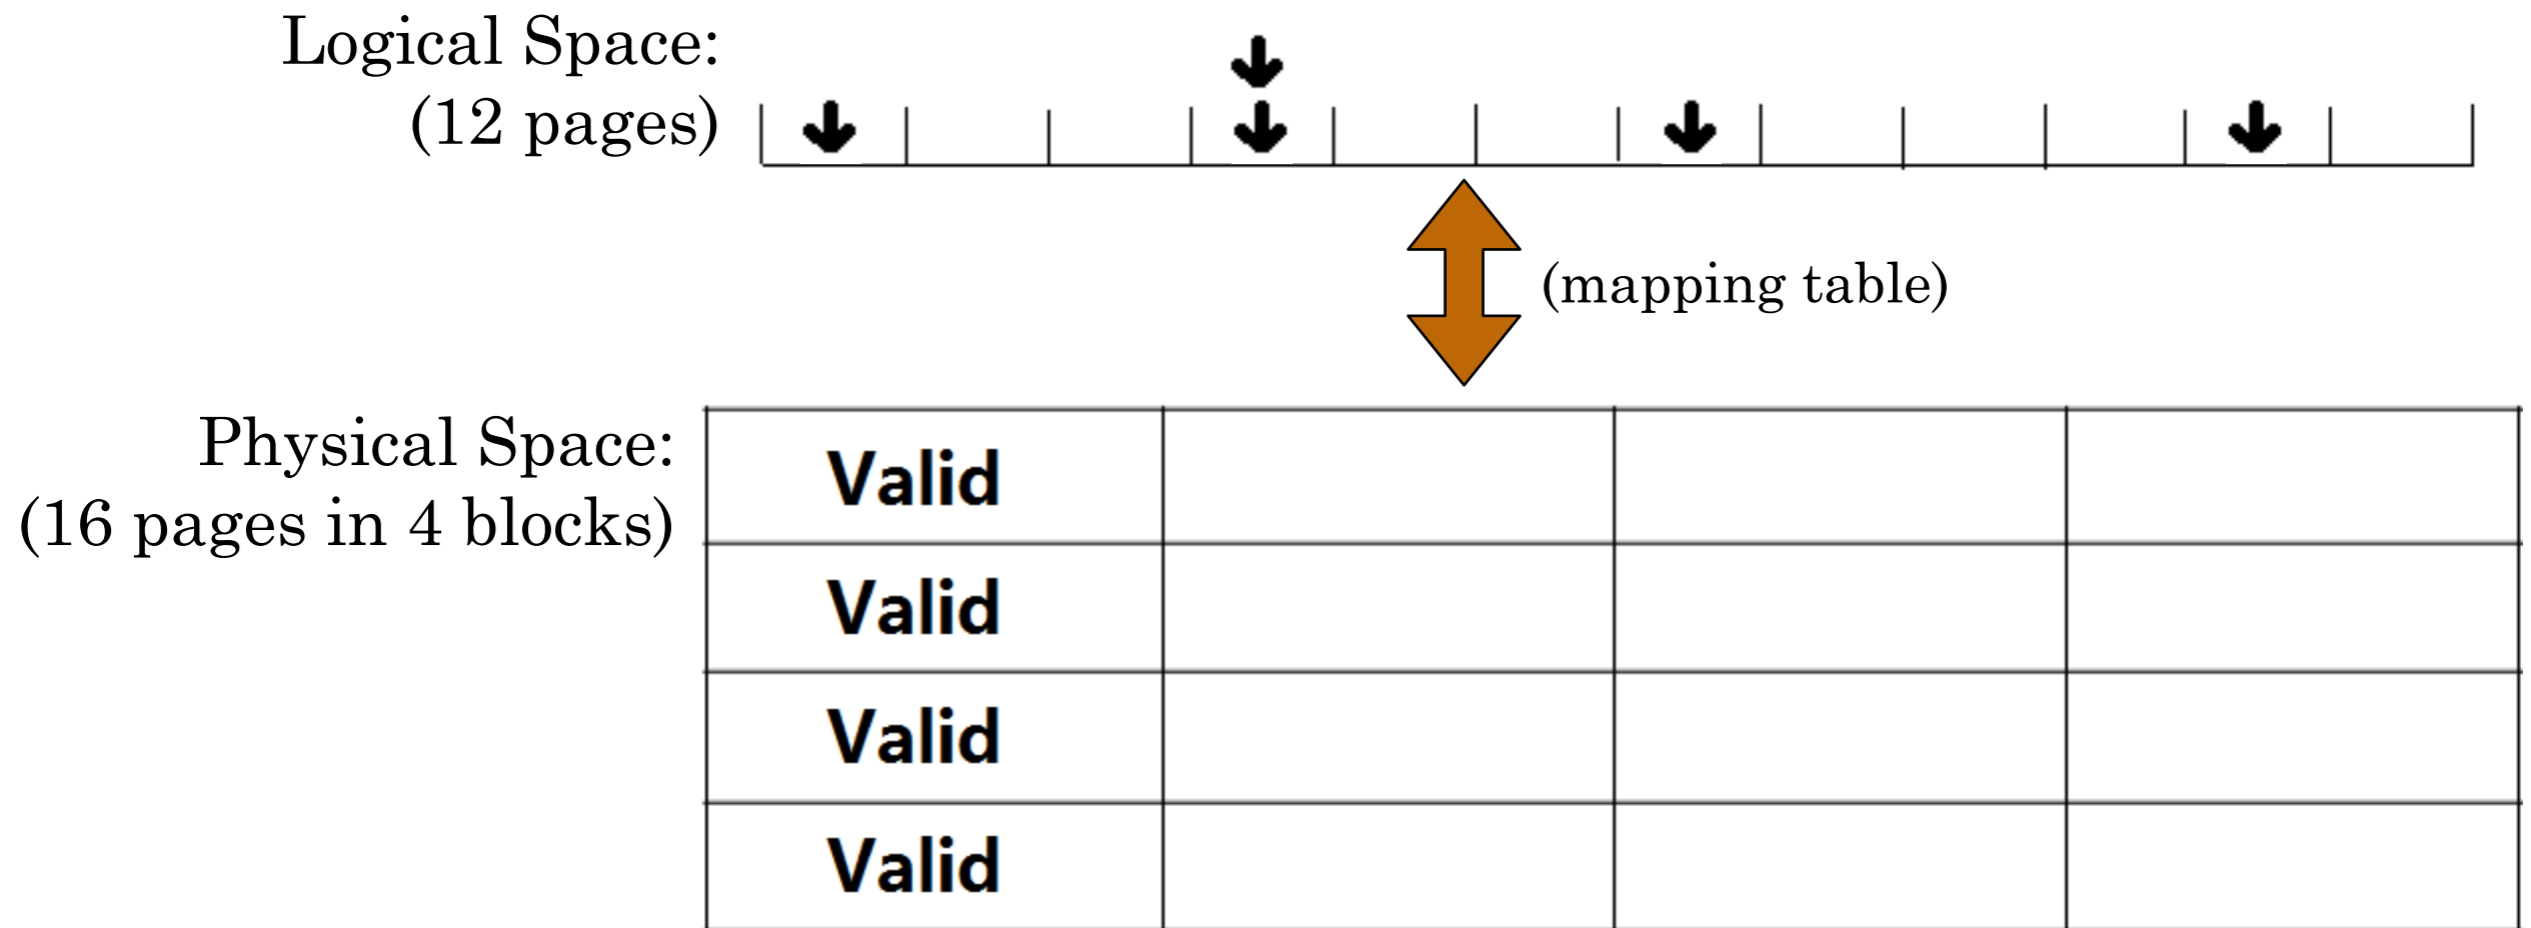 Logical Space:
(12 pages)
(mapping table)
Physical Space:
(16 pages in 4 blocks)
Valid
Valid
Valid
Valid